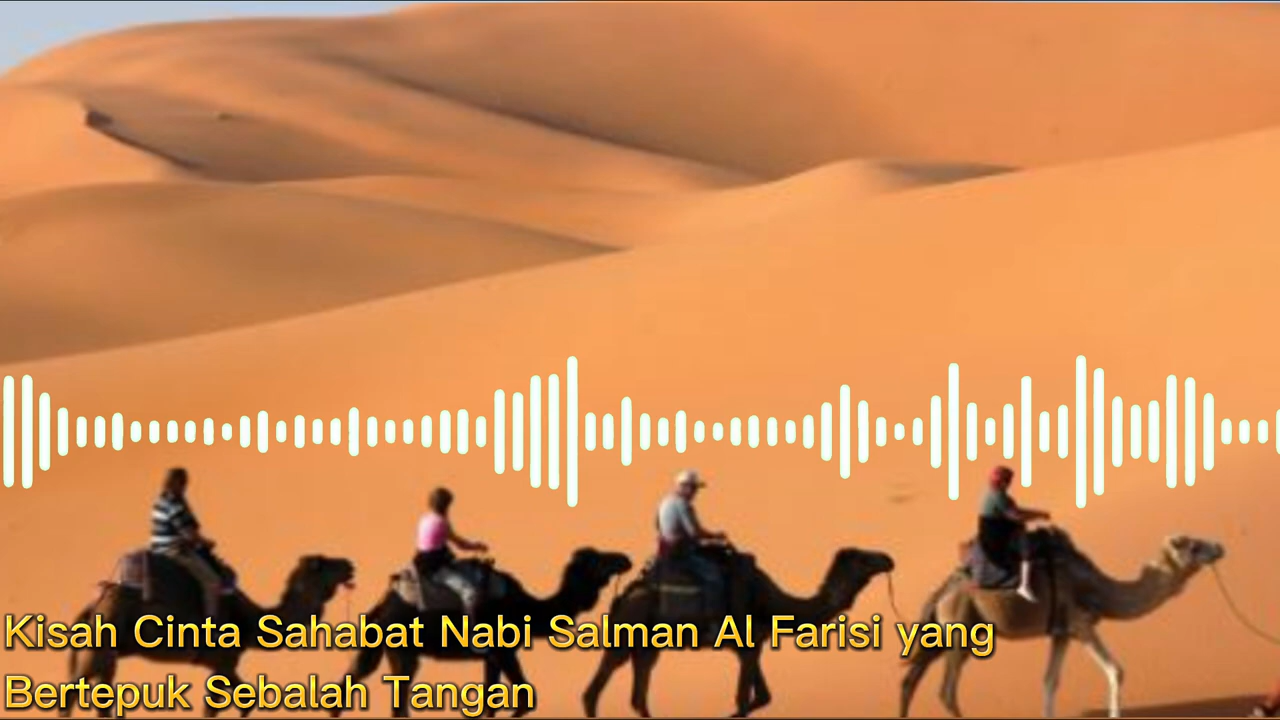 Kisah Cinta Sahabat Nabi Salman Al Farisi yang
Bertepuk Sebalah Tangan